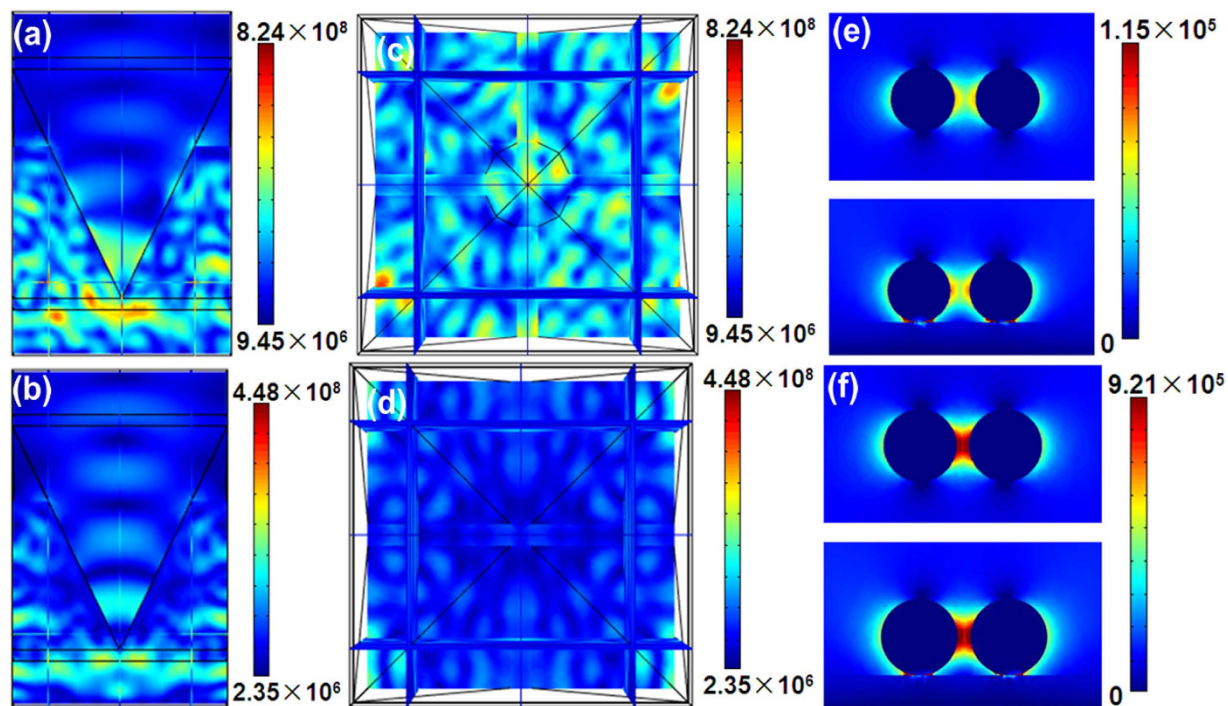 (a)
8.24×10⁸
9.45×10⁶
(c)
8.24×10⁸
9.45×10⁶
(e)
1.15×10⁵
0
(b)
4.48×10⁸
2.35×10⁶
(d)
4.48×10⁸
2.35×10⁶
(f)
9.21×10⁵
0